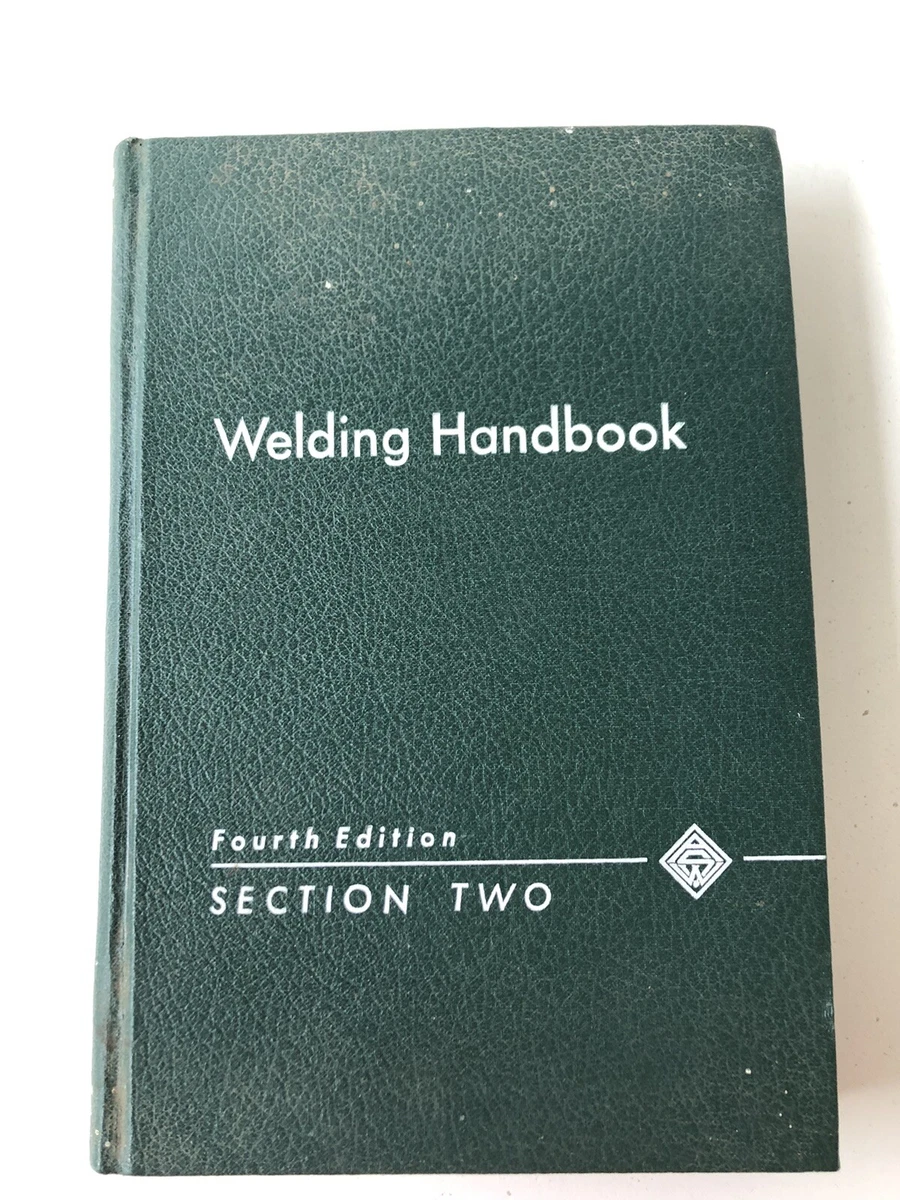 Welding Handbook
Fourth Edition
SECTION TWO